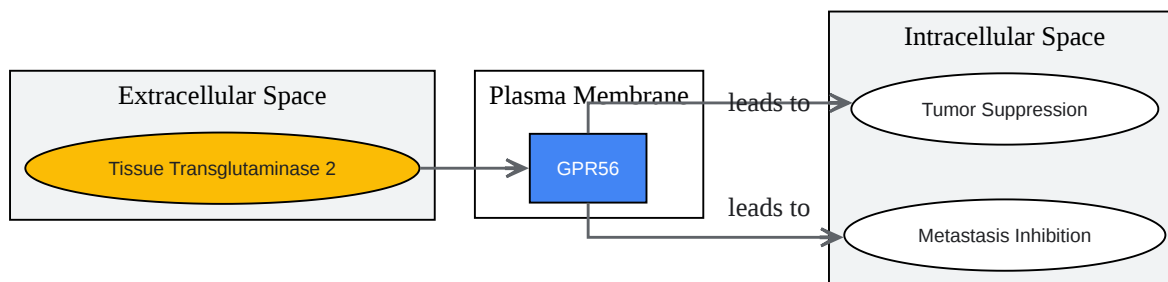 Extracellular Space
Tissue Transglutaminase 2
Plasma Membrane
GPR56
leads to
leads to
Intracellular Space
Tumor Suppression
Metastasis Inhibition